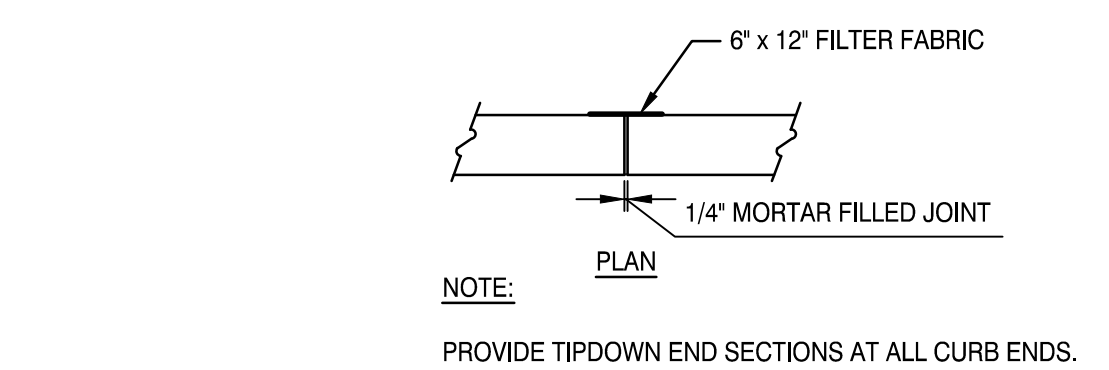 6" x 12" FILTER FABRIC
1/4" MORTAR FILLED JOINT
PLAN
NOTE:
PROVIDE TIPDOWN END SECTIONS AT ALL CURB ENDS.